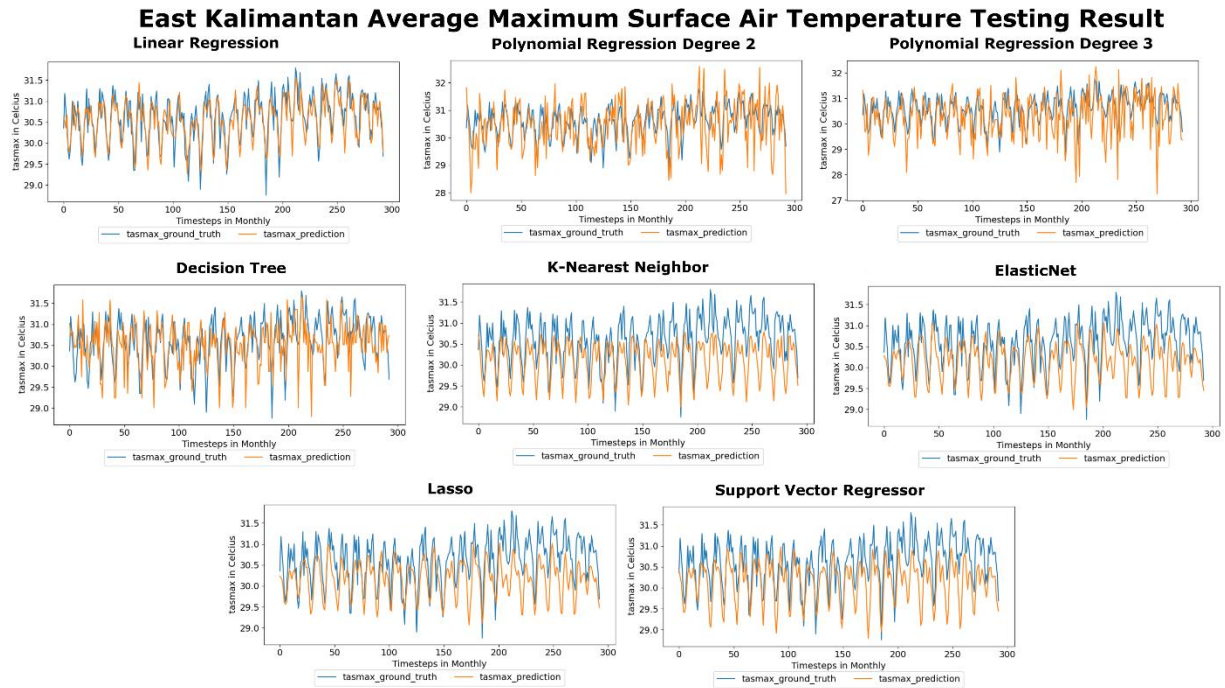 East Kalimantan Average Maximum Surface Air Temperature Testing Result
Linear Regression
tasmax in Celcius
31.5
31.0
30.5
30.0
29.5
29.0
0 50 100 150 200 250 300
Timesteps in Monthly
tasmax_ground_truth tasmax_prediction
Polynomial Regression Degree 2
tasmax in Celcius
32
31
30
29
28
0 50 100 150 200 250 300
Timesteps in Monthly
tasmax_ground_truth tasmax_prediction
Polynomial Regression Degree 3
tasmax in Celcius
32
31
30
29
28
27
0 50 100 150 200 250 300
Timesteps in Monthly
tasmax_ground_truth tasmax_prediction
Decision Tree
tasmax in Celcius
31.5
31.0
30.5
30.0
29.5
29.0
0 50 100 150 200 250 300
Timesteps in Monthly
tasmax_ground_truth tasmax_prediction
K-Nearest Neighbor
tasmax in Celcius
31.5
31.0
30.5
30.0
29.5
29.0
0 50 100 150 200 250 300
Timesteps in Monthly
tasmax_ground_truth tasmax_prediction
ElasticNet
tasmax in Celcius
31.5
31.0
30.5
30.0
29.5
29.0
0 50 100 150 200 250 300
Timesteps in Monthly
tasmax_ground_truth tasmax_prediction
Lasso
tasmax in Celcius
31.5
31.0
30.5
30.0
29.5
29.0
0 50 100 150 200 250 300
Timesteps in Monthly
tasmax_ground_truth tasmax_prediction
Support Vector Regressor
tasmax in Celcius
31.5
31.0
30.5
30.0
29.5
29.0
0 50 100 150 200 250 300
Timesteps in Monthly
tasmax_ground_truth tasmax_prediction